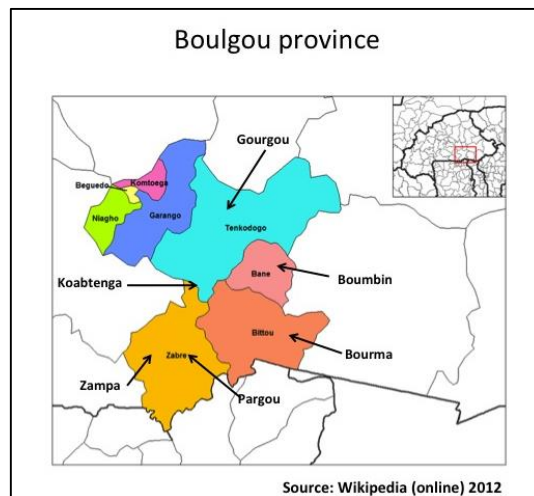 Boulgou province
Gourgou
Komtoega
Beguedo
Niagho
Garango
Tenkodogo
Koabtenga
Bane
Boumbin
Bittou
Bourma
Zabre
Zampa
Pargou
Source: Wikipedia (online) 2012